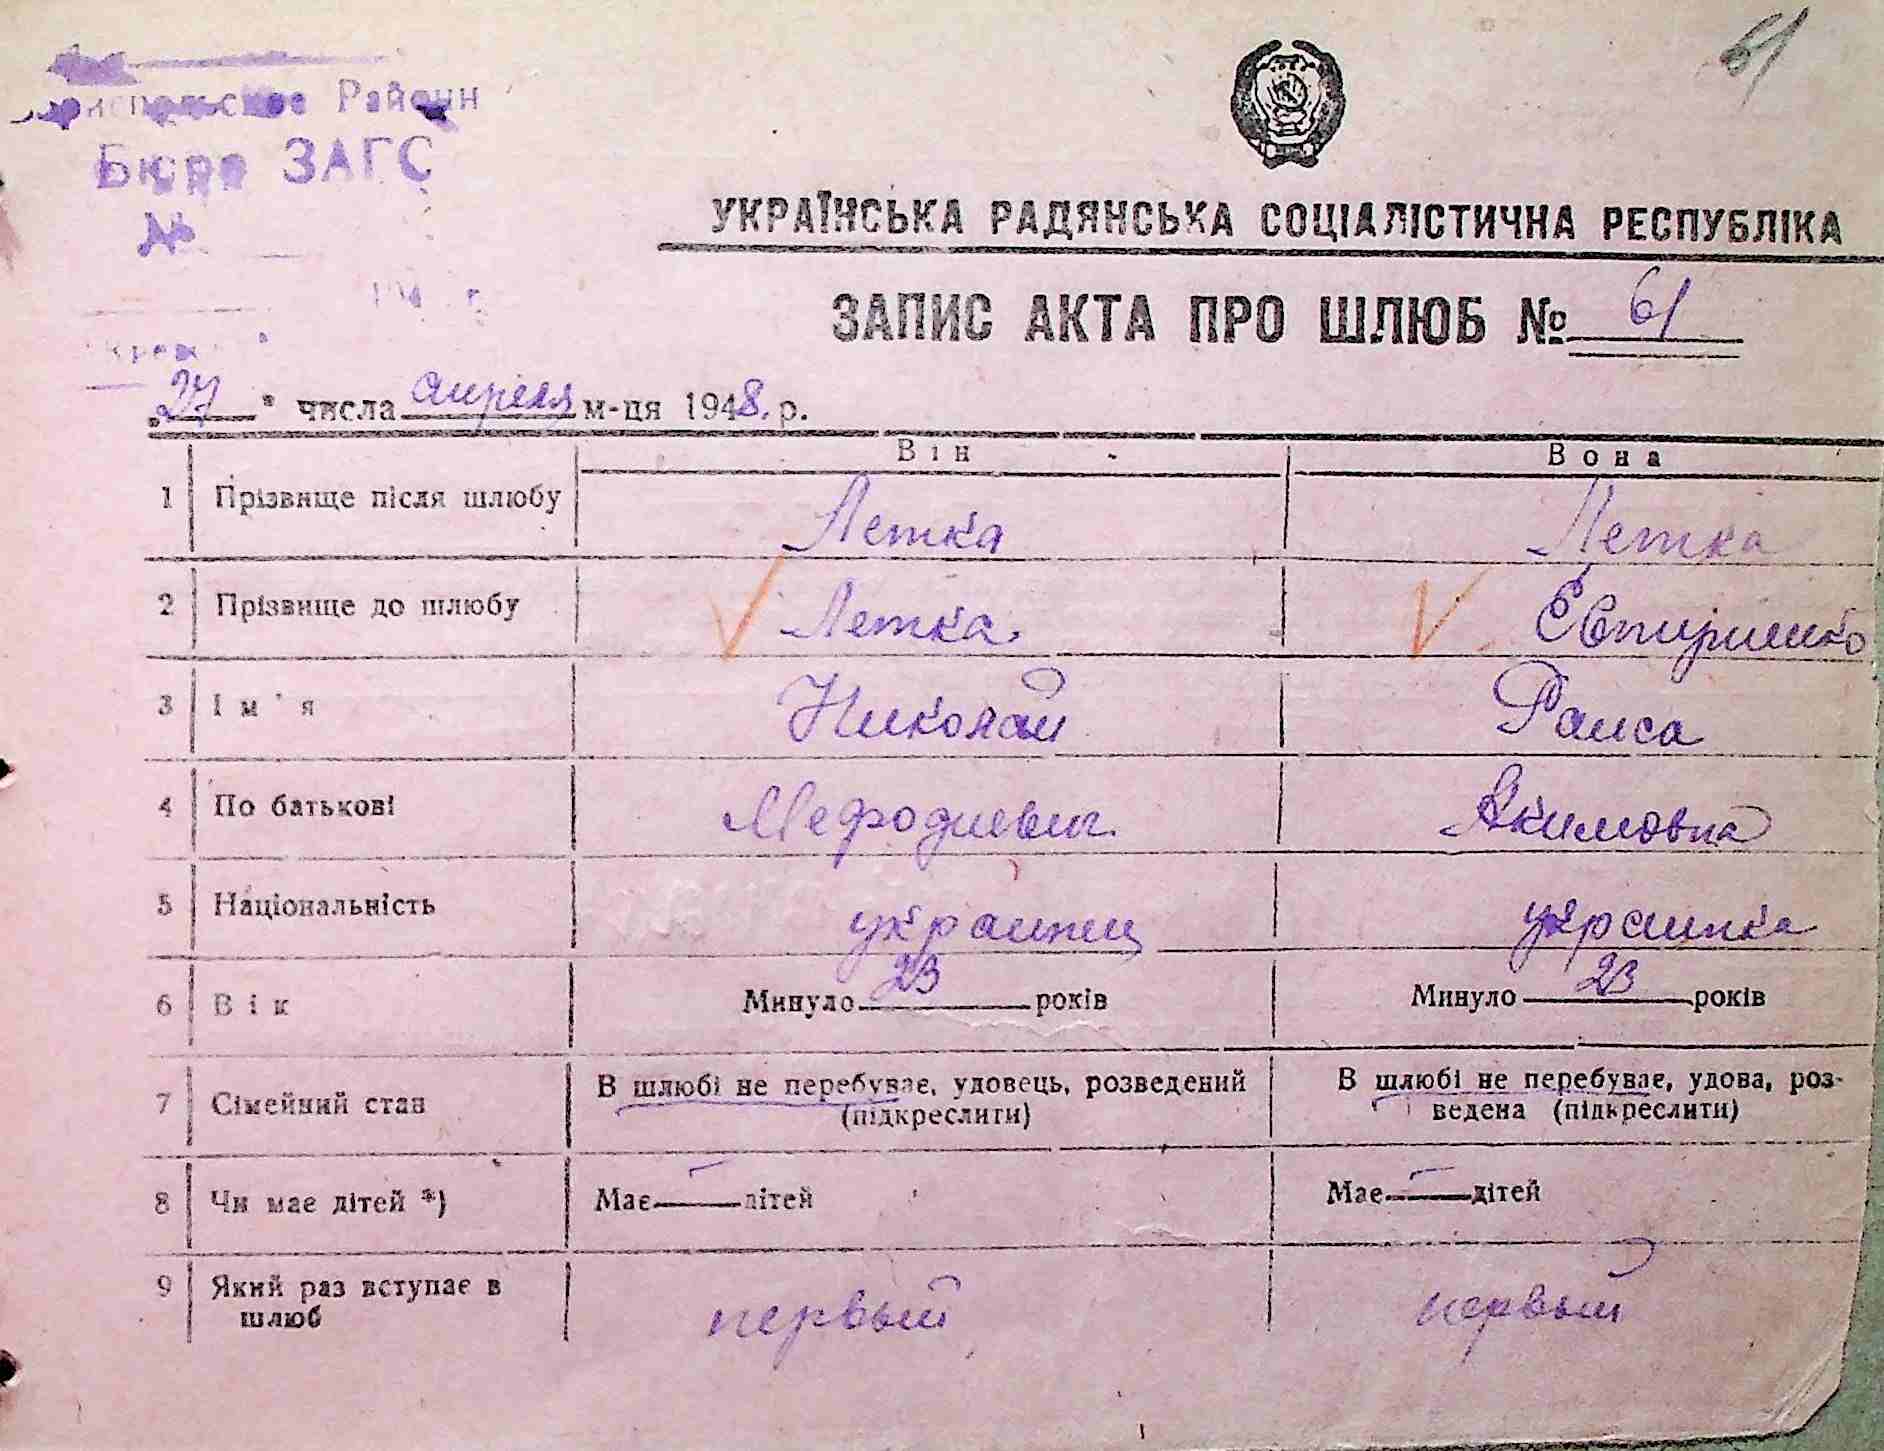 61
Районн
Бюро ЗАГС
№
УКРАЇНСЬКА РАДЯНСЬКА СОЦІАЛІСТИЧНА РЕСПУБЛІКА
ЗАПИС АКТА ПРО ШЛЮБ № 61
„27" числа апреля м-ця 1948. р.
Він Вона
1 Прізвище після шлюбу Летка Летка
2 Прізвище до шлюбу Летка
3 Ім'я Николай Раиса
4 По батькові Мефодиевич Акимовна
5 Національність украинец украинка
6 Вік Минуло 23 років Минуло 23 років
7 Сімейний стан В шлюбі не перебуває, удовець, розведений В шлюбі не перебуває, удова, роз-
(підкреслити) ведена (підкреслити)
8 Чи має дітей *) Має — дітей Має — дітей
9 Який раз вступає в первый первый
шлюб